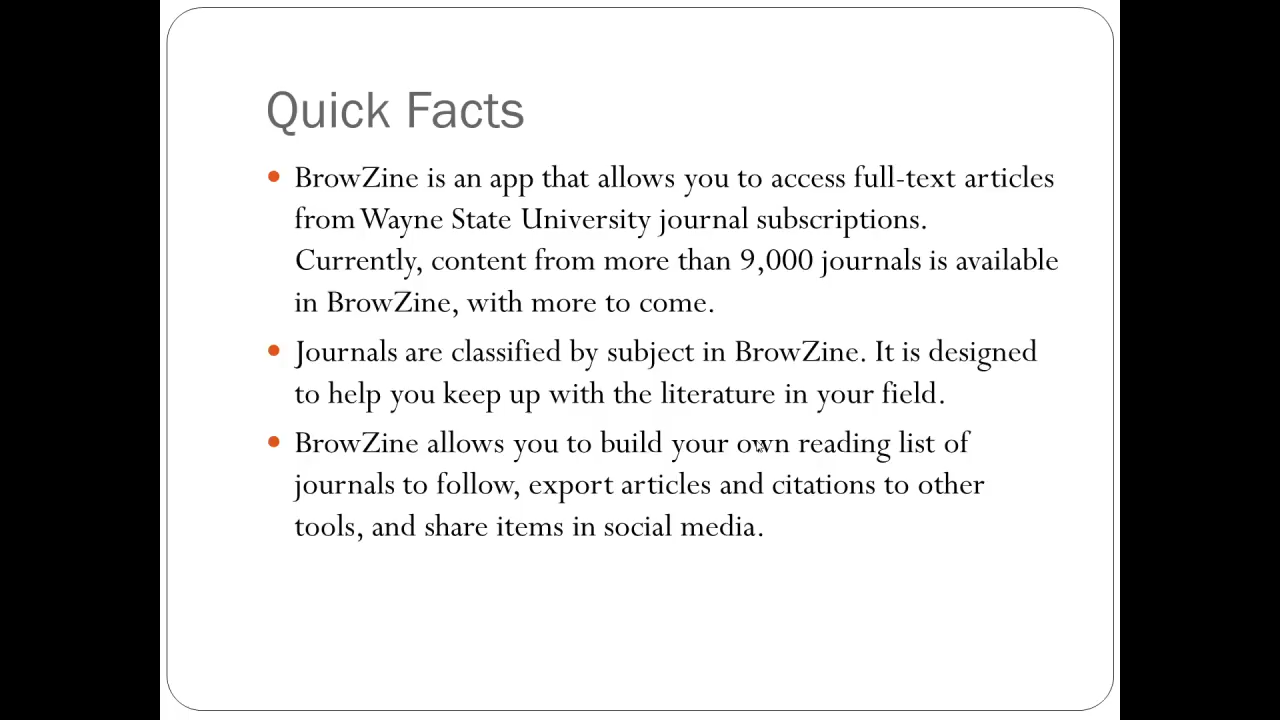 Quick Facts
BrowZine is an app that allows you to access full-text articles
from Wayne State University journal subscriptions.
Currently, content from more than 9,000 journals is available
in BrowZine, with more to come.
Journals are classified by subject in BrowZine. It is designed
to help you keep up with the literature in your field.
BrowZine allows you to build your own reading list of
journals to follow, export articles and citations to other
tools, and share items in social media.